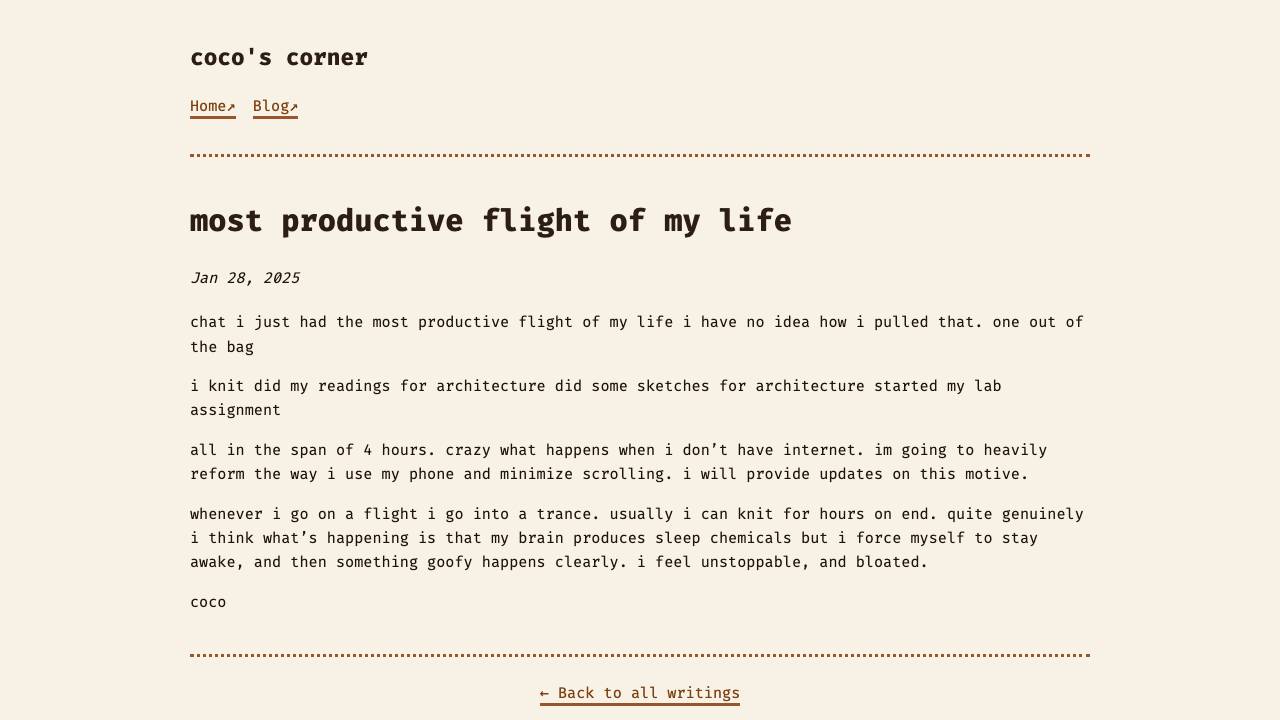 coco's corner
Home↗ Blog↗
most productive flight of my life
Jan 28, 2025
chat i just had the most productive flight of my life i have no idea how i pulled that. one out of
the bag
i knit did my readings for architecture did some sketches for architecture started my lab
assignment
all in the span of 4 hours. crazy what happens when i don’t have internet. im going to heavily
reform the way i use my phone and minimize scrolling. i will provide updates on this motive.
whenever i go on a flight i go into a trance. usually i can knit for hours on end. quite genuinely
i think what’s happening is that my brain produces sleep chemicals but i force myself to stay
awake, and then something goofy happens clearly. i feel unstoppable, and bloated.
coco
← Back to all writings